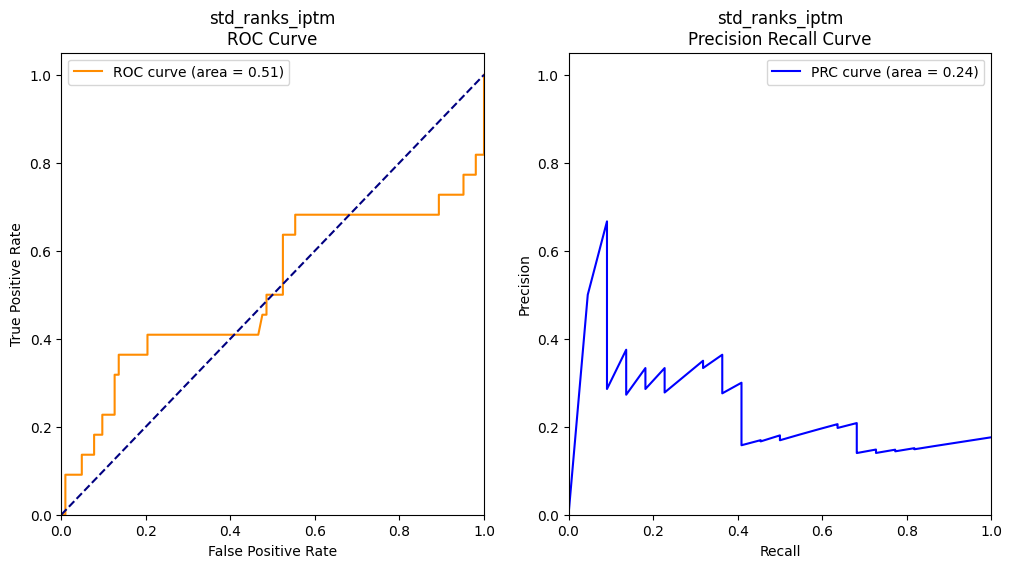 std_ranks_iptm
ROC Curve
ROC curve (area = 0.51)
1.0
0.8
0.6
0.4
0.2
0.0
True Positive Rate
0.0 0.2 0.4 0.6 0.8 1.0
False Positive Rate
std_ranks_iptm
Precision Recall Curve
PRC curve (area = 0.24)
1.0
0.8
0.6
0.4
0.2
0.0
Precision
0.0 0.2 0.4 0.6 0.8 1.0
Recall